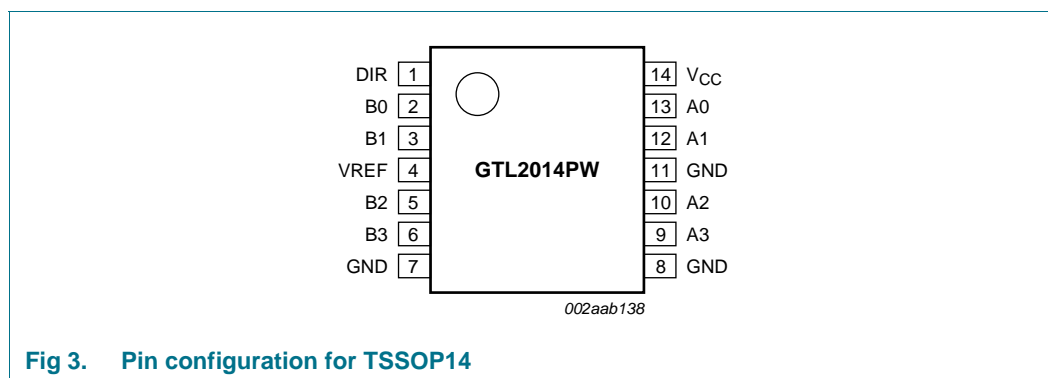 DIR 1 14 VCC
B0 2 13 A0
B1 3 12 A1
VREF 4 GTL2014PW 11 GND
B2 5 10 A2
B3 6 9 A3
GND 7 8 GND
002aab138
Fig 3. Pin configuration for TSSOP14